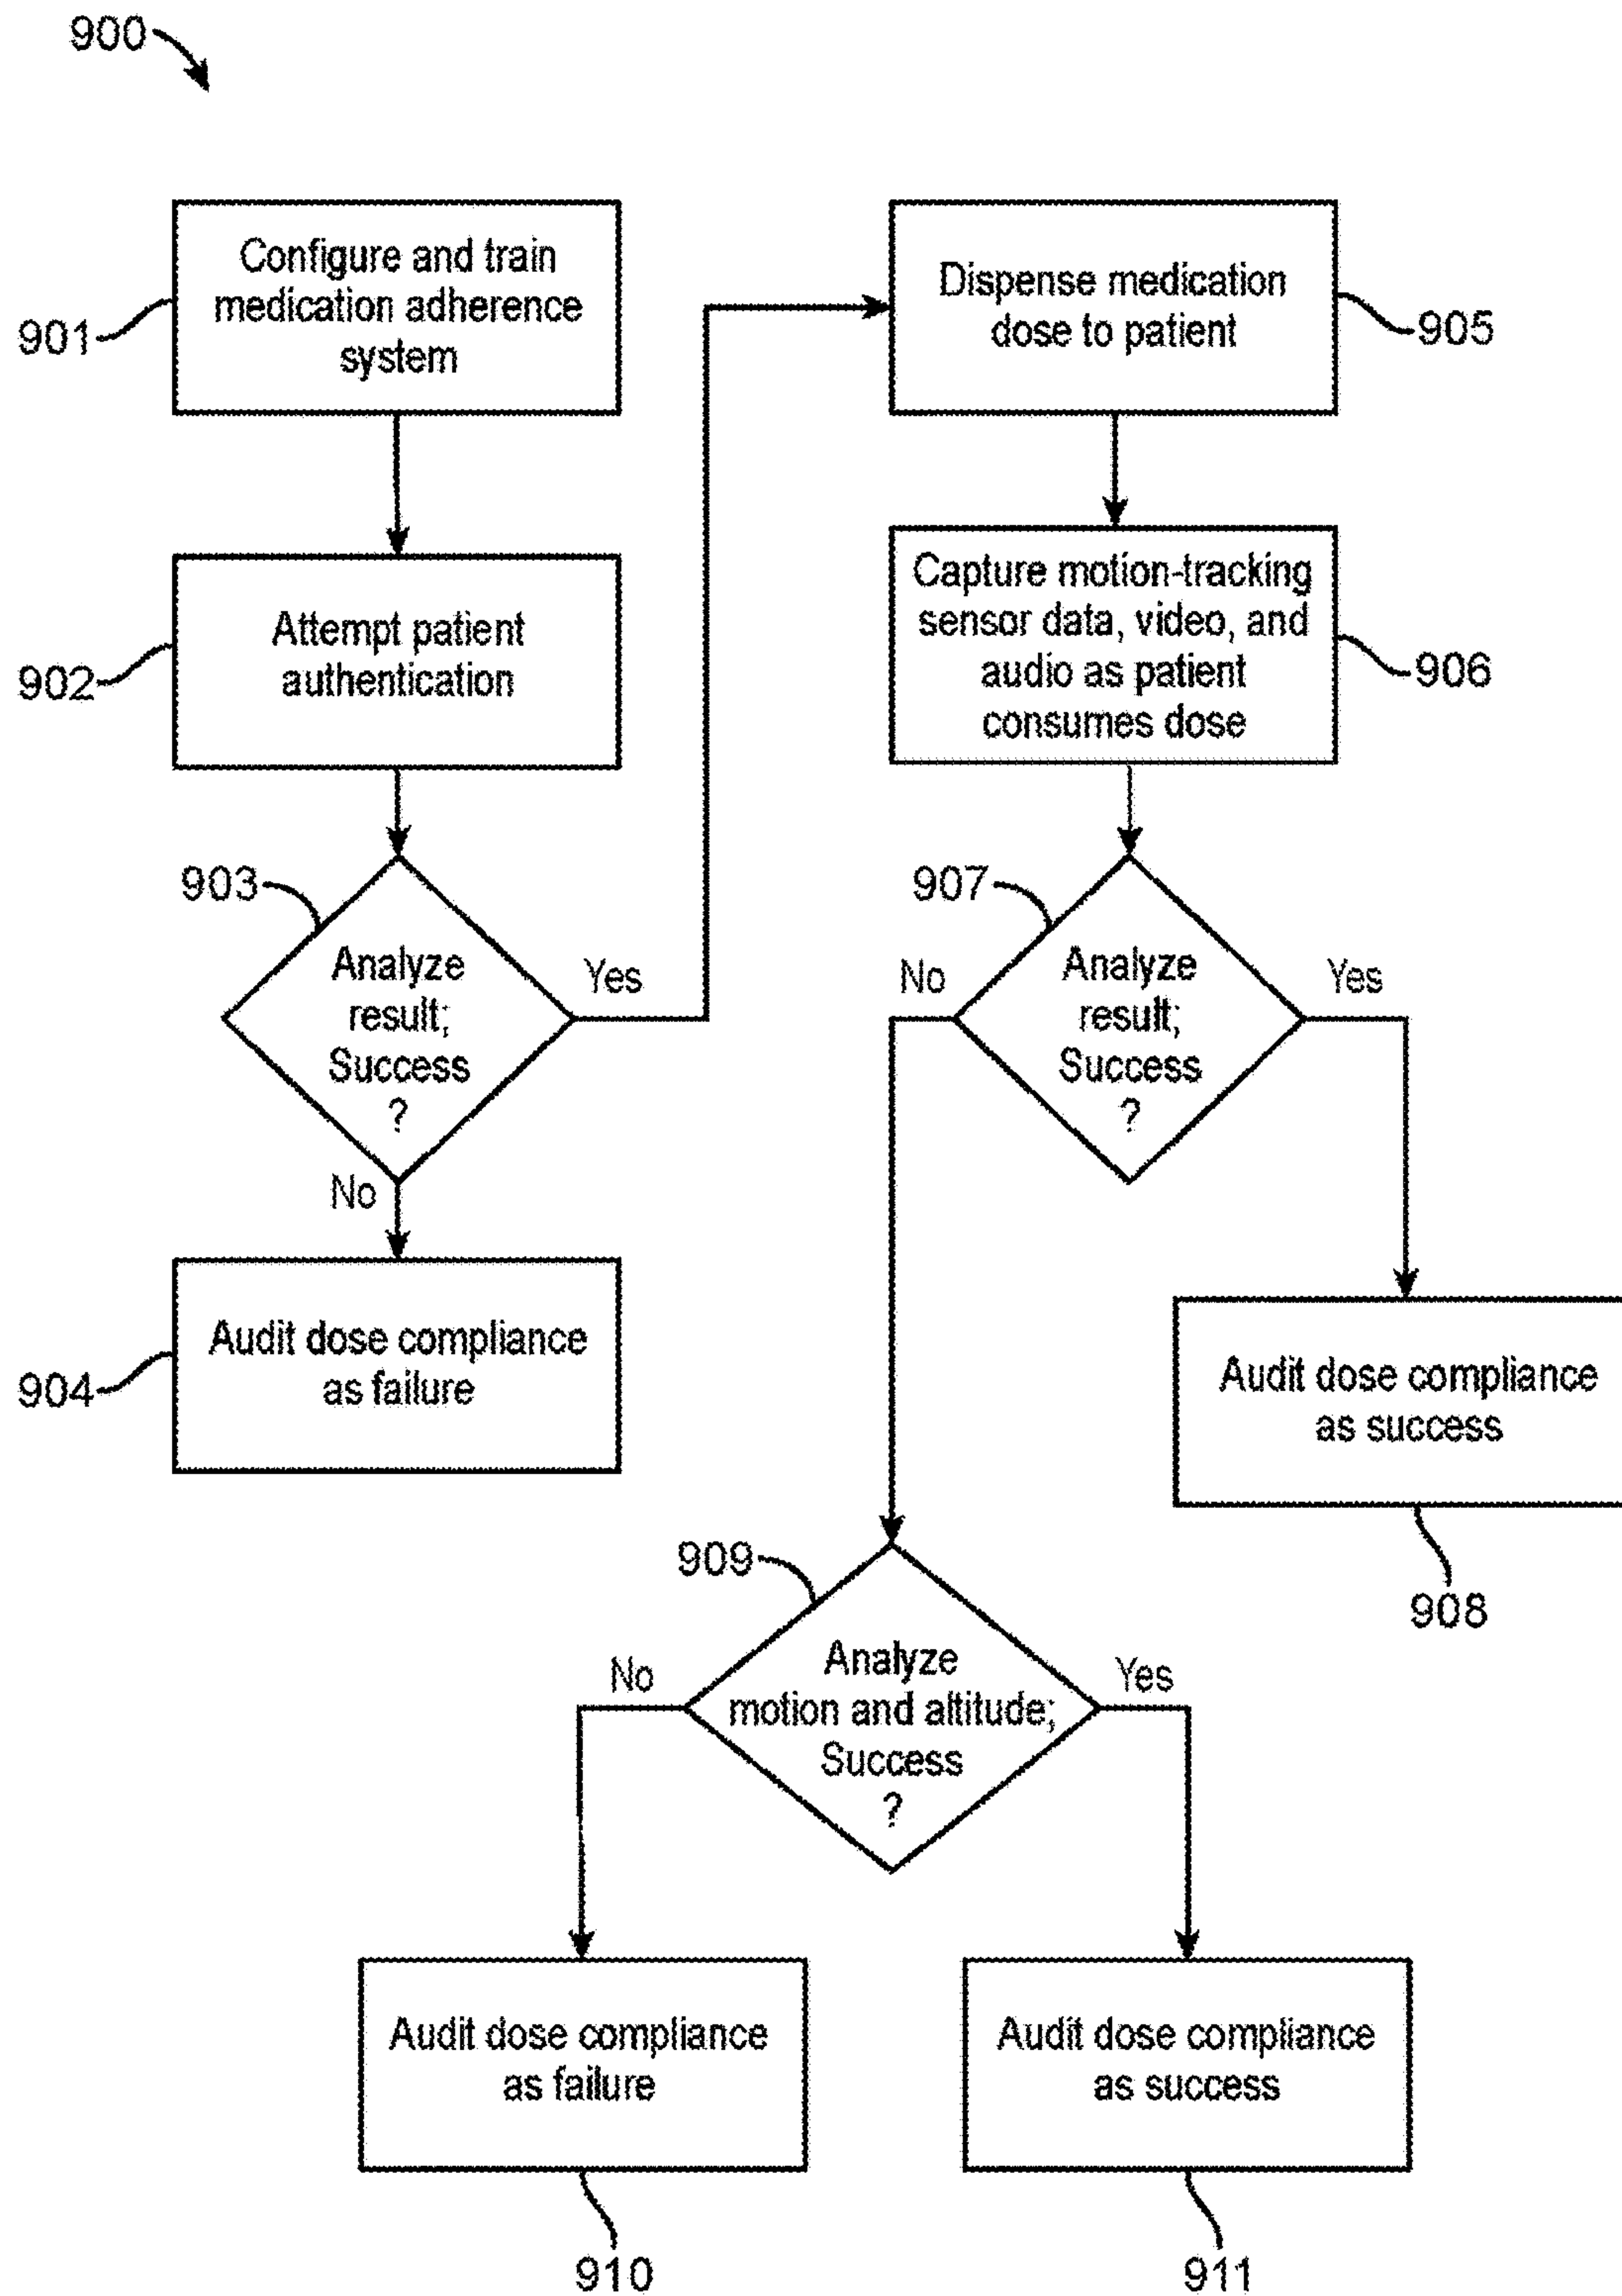 900
901
Configure and train
medication adherence
system
902
Attempt patient
authentication
903
Analyze
result;
Success
?
Yes
No
904
Audit dose compliance
as failure
905
Dispense medication
dose to patient
906
Capture motion-tracking
sensor data, video, and
audio as patient
consumes dose
907
Analyze
result;
Success
?
No
Yes
908
Audit dose compliance
as success
909
Analyze
motion and altitude;
Success
?
No
Yes
910
Audit dose compliance
as failure
911
Audit dose compliance
as success